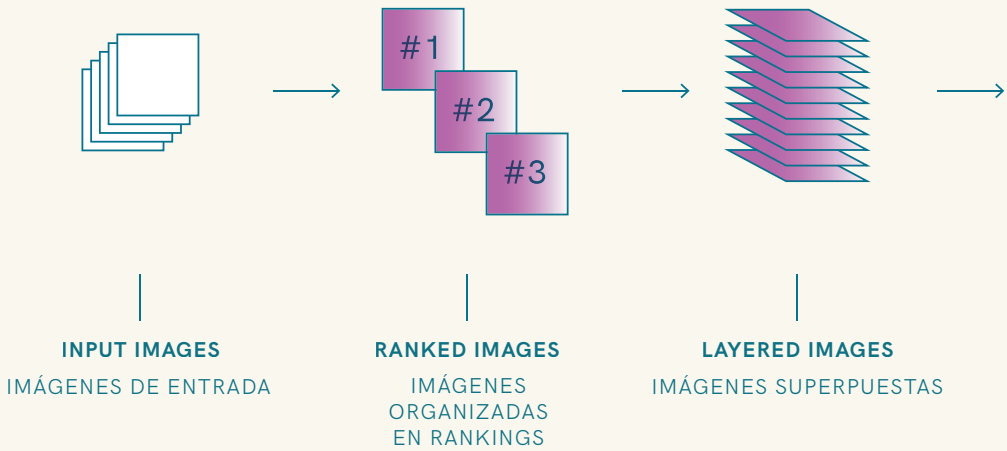 #1
#2
#3
INPUT IMAGES
IMÁGENES DE ENTRADA
RANKED IMAGES
IMÁGENES
ORGANIZADAS
EN RANKINGS
LAYERED IMAGES
IMÁGENES SUPERPUESTAS